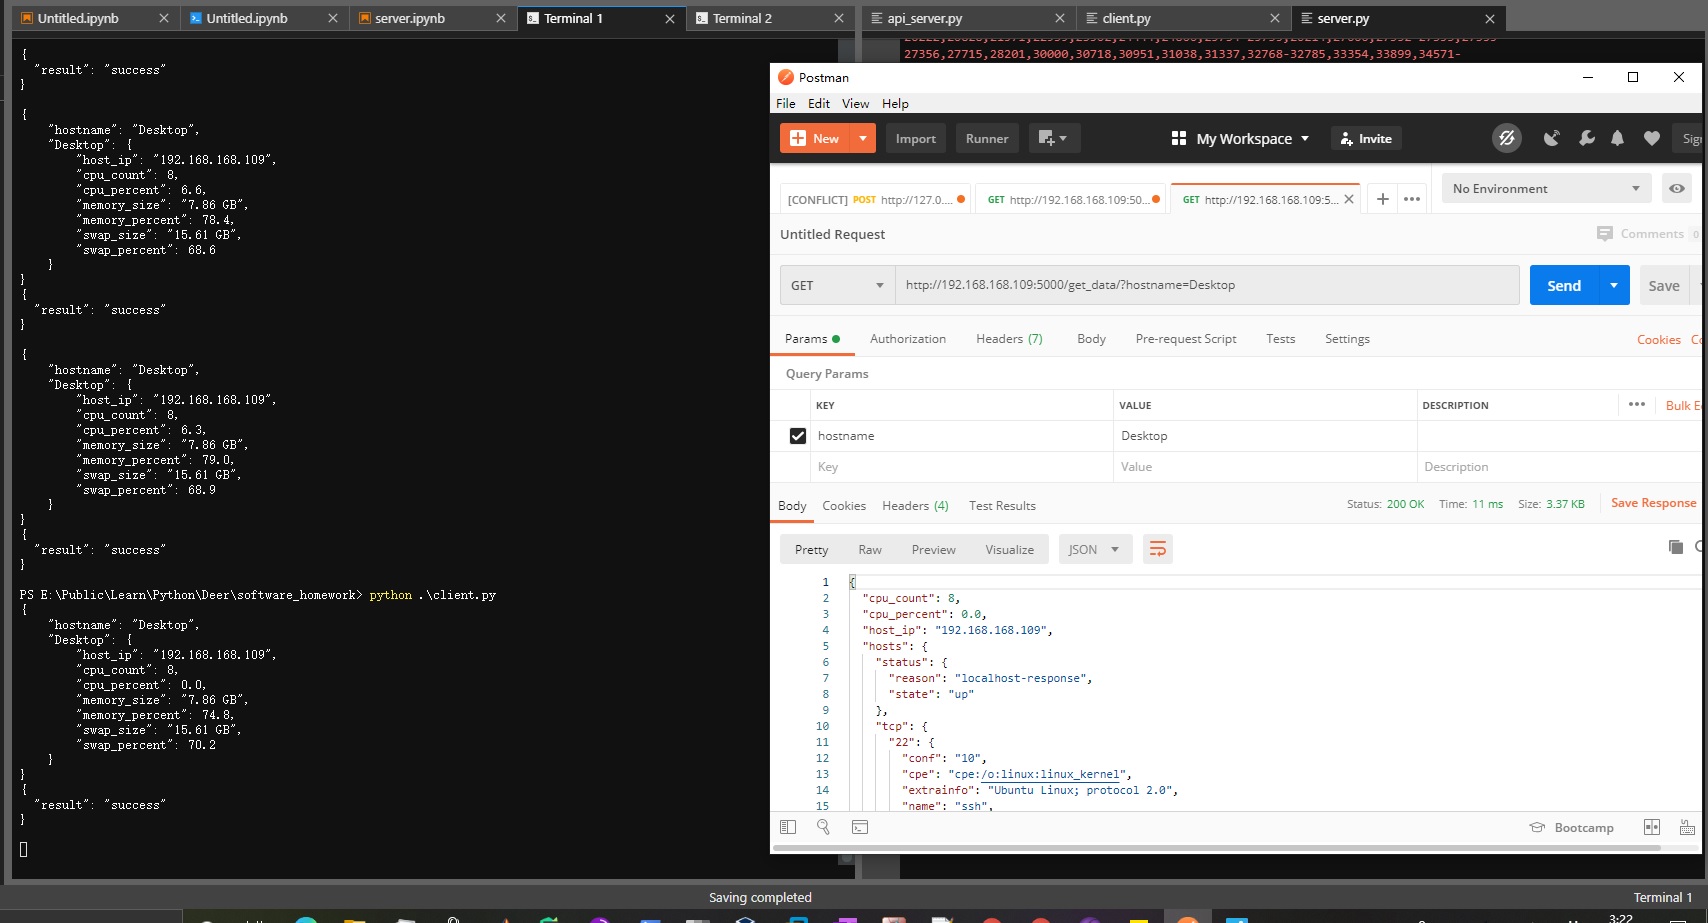 Untitled.ipynb
Untitled.ipynb
server.ipynb
Terminal 1
Terminal 2
api_server.py
client.py
server.py
27356,27715,28201,30000,30718,30951,31038,31337,32768-32785,33354,33899,34571-
{
"result": "success"
}
{
"hostname": "Desktop",
"Desktop": {
"host_ip": "192.168.168.109",
"cpu_count": 8,
"cpu_percent": 6.6,
"memory_size": "7.86 GB",
"memory_percent": 78.4,
"swap_size": "15.61 GB",
"swap_percent": 68.6
}
}
{
"result": "success"
}
{
"hostname": "Desktop",
"Desktop": {
"host_ip": "192.168.168.109",
"cpu_count": 8,
"cpu_percent": 6.3,
"memory_size": "7.86 GB",
"memory_percent": 79.0,
"swap_size": "15.61 GB",
"swap_percent": 68.9
}
}
{
"result": "success"
}
PS E:\Public\Learn\Python\Deer\software_homework> python .\client.py
{
"hostname": "Desktop",
"Desktop": {
"host_ip": "192.168.168.109",
"cpu_count": 8,
"cpu_percent": 0.0,
"memory_size": "7.86 GB",
"memory_percent": 74.8,
"swap_size": "15.61 GB",
"swap_percent": 70.2
}
}
{
"result": "success"
}
Postman
File Edit View Help
New Import Runner My Workspace Invite Sig
[CONFLICT] POST http://127.0.... GET http://192.168.168.109:50... GET http://192.168.168.109:5... No Environment
Untitled Request Comments 0
GET http://192.168.168.109:5000/get_data/?hostname=Desktop Send Save
Params Authorization Headers (7) Body Pre-request Script Tests Settings Cookies Co
Query Params
KEY VALUE DESCRIPTION Bulk E
hostname Desktop
Key Value Description
Body Cookies Headers (4) Test Results Status: 200 OK Time: 11 ms Size: 3.37 KB Save Response
Pretty Raw Preview Visualize JSON
1 {
2 "cpu_count": 8,
3 "cpu_percent": 0.0,
4 "host_ip": "192.168.168.109",
5 "hosts": {
6 "status": {
7 "reason": "localhost-response",
8 "state": "up"
9 },
10 "tcp": {
11 "22": {
12 "conf": "10",
13 "cpe": "cpe:/o:linux:linux_kernel",
14 "extrainfo": "Ubuntu Linux; protocol 2.0",
15 "name": "ssh",
Bootcamp
Saving completed
Terminal 1
3:22